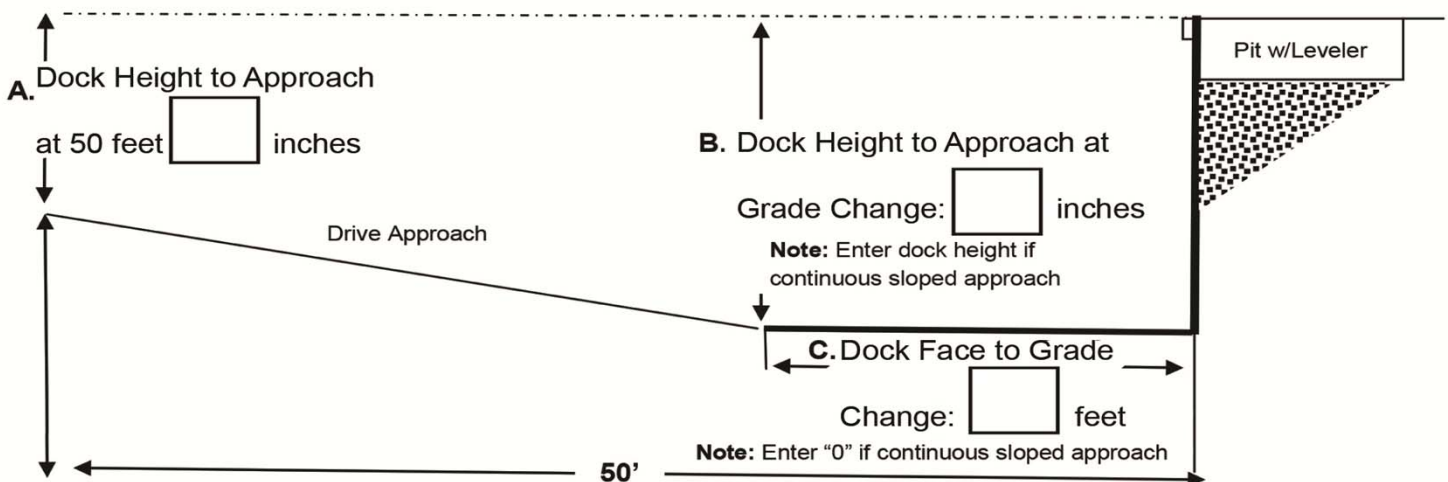 A. Dock Height to Approach
at 50 feet inches
Pit w/Leveler
B. Dock Height to Approach at
Grade Change: inches
Note: Enter dock height if
continuous sloped approach
Drive Approach
C. Dock Face to Grade
Change: feet
Note: Enter “0” if continuous sloped approach
50’